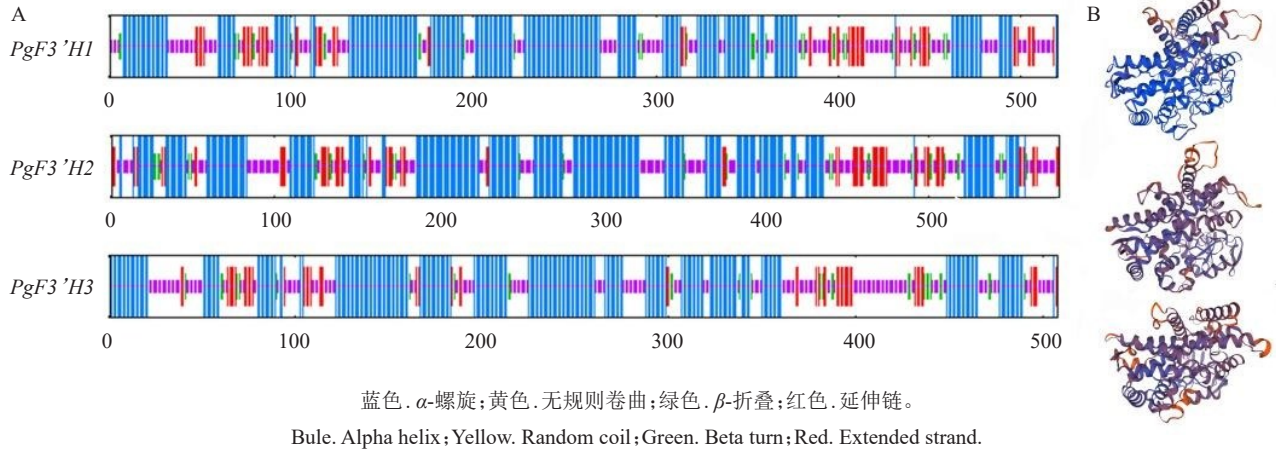 A
B
PgF3’H1
0 100 200 300 400 500
PgF3’H2
0 100 200 300 400 500
PgF3’H3
0 100 200 300 400 500
蓝色. α-螺旋;黄色. 无规则卷曲;绿色. β-折叠;红色. 延伸链。
Bule. Alpha helix;Yellow. Random coil;Green. Beta turn;Red. Extended strand.